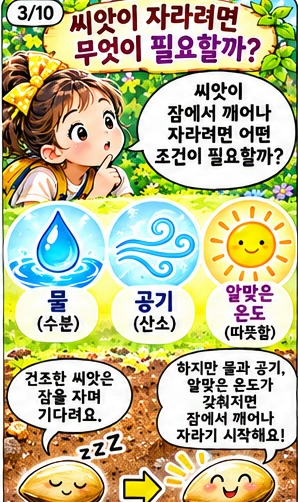 3/10
씨앗이 자라려면
무엇이 필요할까?
씨앗이
잠에서 깨어나
자라려면 어떤
조건이 필요할까?
물
(수분)
공기
(산소)
알맞은
온도
(따뜻함)
건조한 씨앗은
잠을 자며
기다려요.
하지만 물과 공기,
알맞은 온도가
갖춰저면
잠에서 깨어나
자라기 시작해요!
zzZ